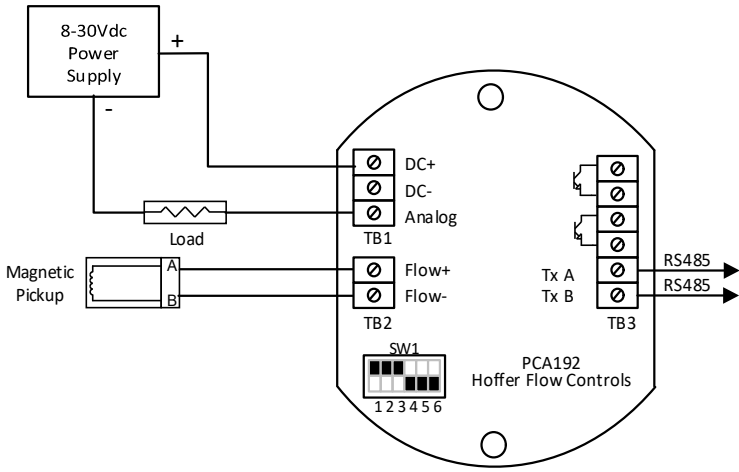 8-30Vdc
Power
Supply
+
-
DC+
DC-
Analog
TB1
Load
Magnetic
Pickup
A
B
Flow+
Flow-
TB2
SW1
1 2 3 4 5 6
Tx A
Tx B
TB3
RS485
RS485
PCA192
Hoffer Flow Controls